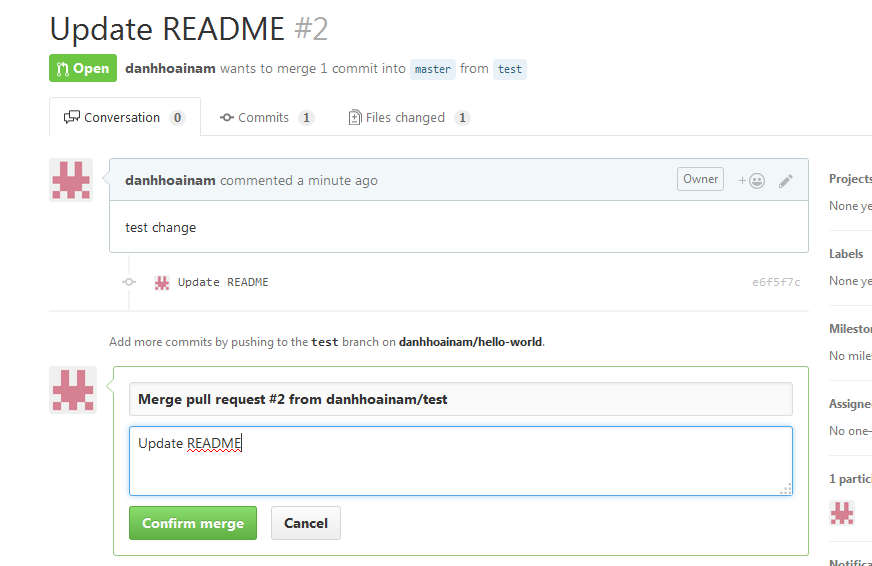 Update README #2
Open danhhoainam wants to merge 1 commit into master from test
Conversation 0 Commits 1 Files changed 1
danhhoainam commented a minute ago Owner +
test change
Update README e6f5f7c
Add more commits by pushing to the test branch on danhhoainam/hello-world.
Merge pull request #2 from danhhoainam/test
Update README
Confirm merge Cancel
Projects
None ye
Labels
None ye
Milesto
No mile
Assigne
No one-
1 partici
Notifica